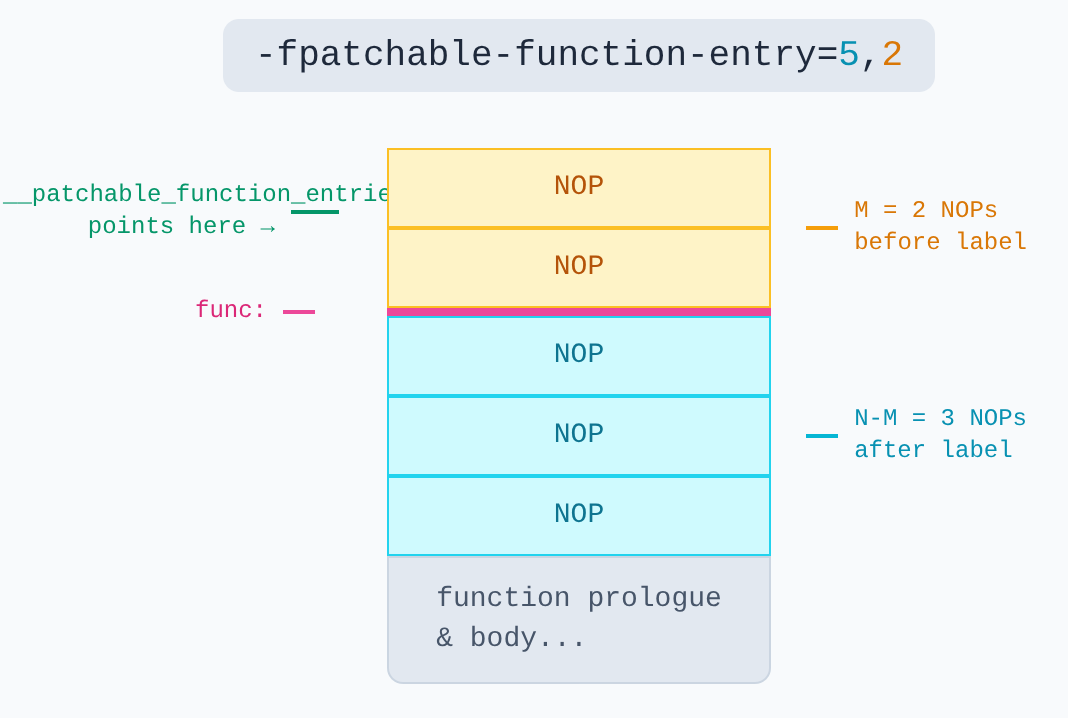 -fpatchable-function-entry=5,2
__patchable_function_entrie
points here →
NOP
M = 2 NOPs
before label
NOP
func:
NOP
NOP
N-M = 3 NOPs
after label
NOP
function prologue
& body...